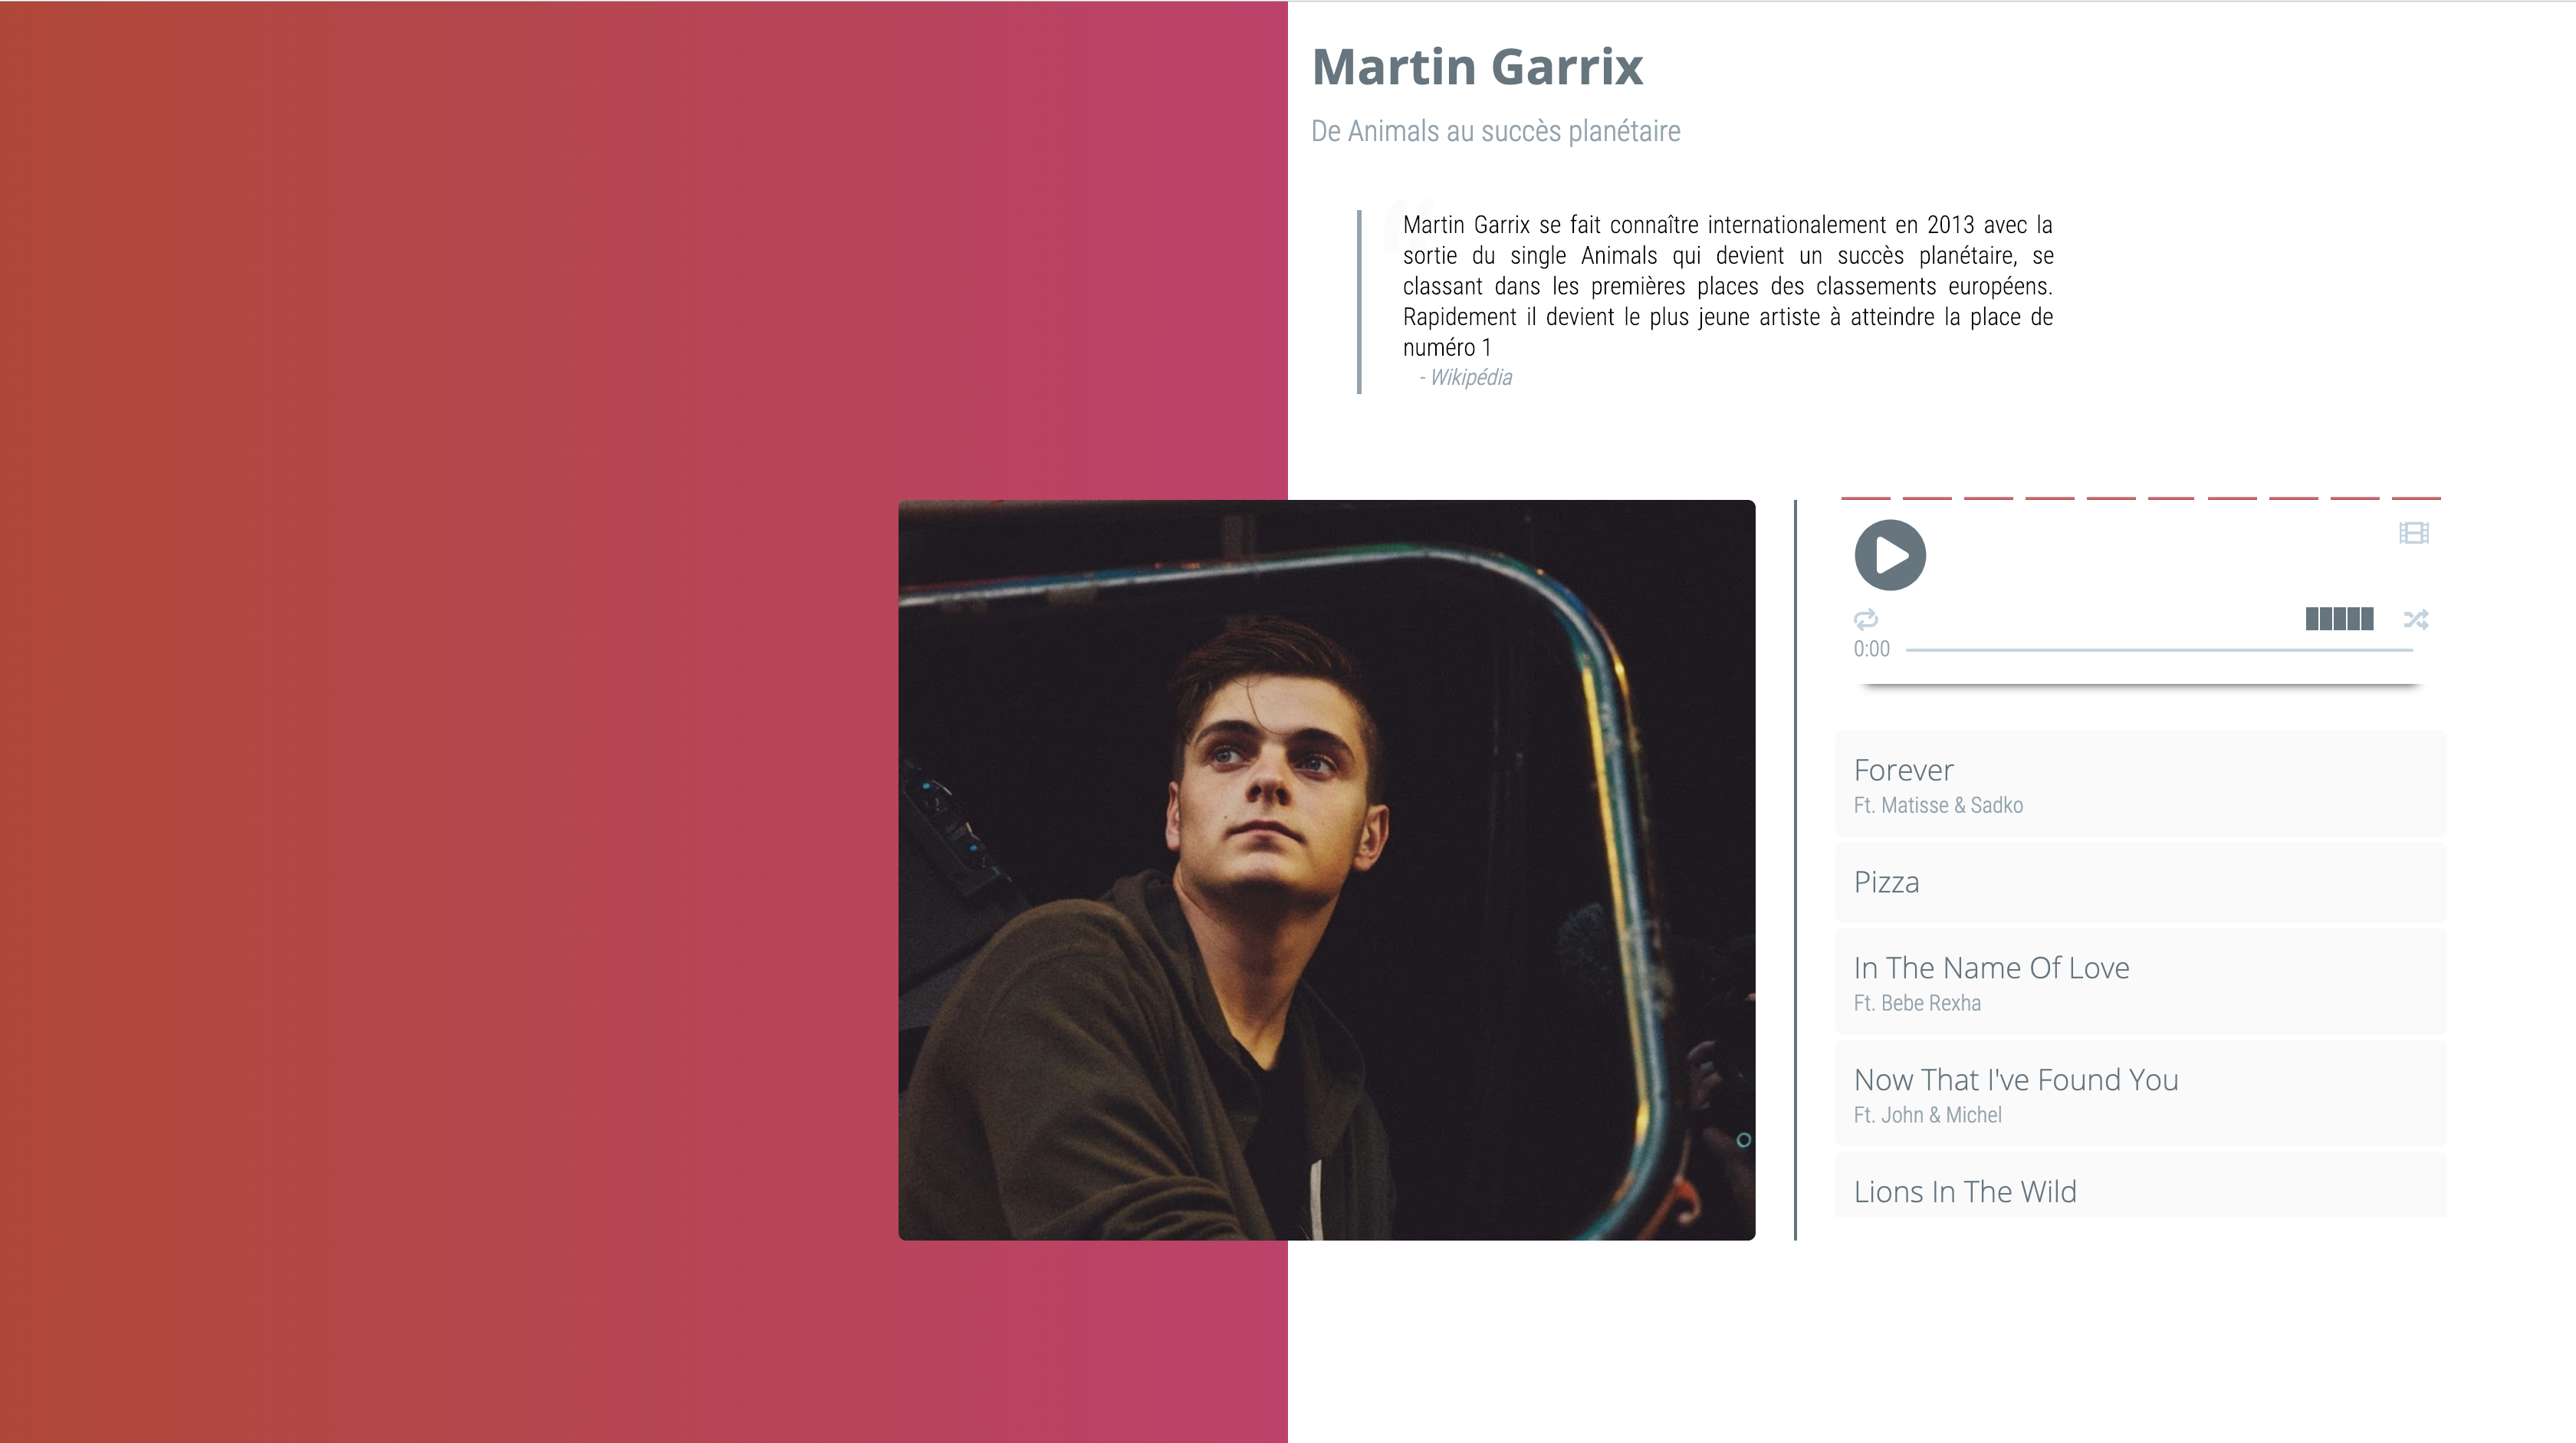 Martin Garrix
De Animals au succès planétaire
Martin Garrix se fait connaître internationalement en 2013 avec la
sortie du single Animals qui devient un succès planétaire, se
classant dans les premières places des classements européens.
Rapidement il devient le plus jeune artiste à atteindre la place de
numéro 1
- Wikipédia
0:00
Forever
Ft. Matisse & Sadko
Pizza
In The Name Of Love
Ft. Bebe Rexha
Now That I've Found You
Ft. John & Michel
Lions In The Wild